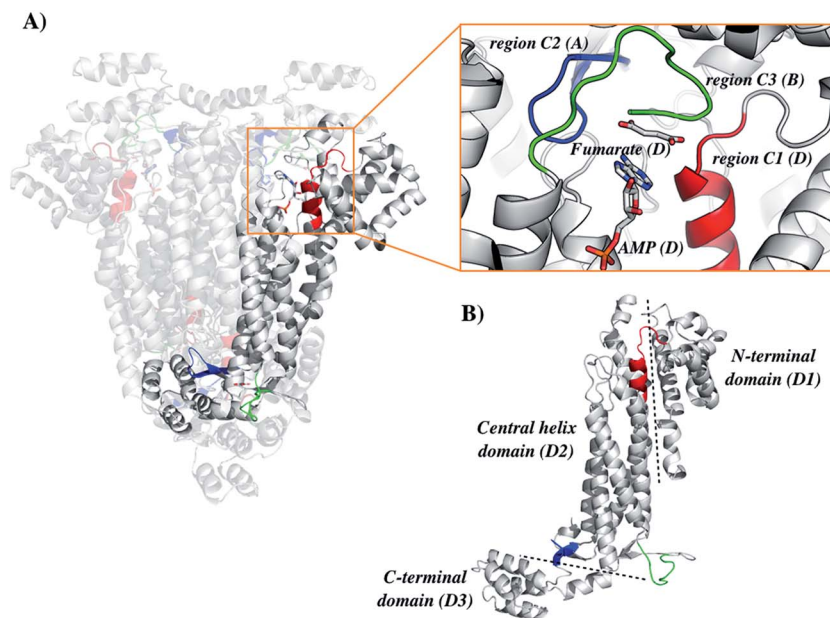 A)
region C2 (A)
region C3 (B)
Fumarate (D)
region C1 (D)
AMP (D)
B)
N-terminal
domain (D1)
Central helix
domain (D2)
C-terminal
domain (D3)